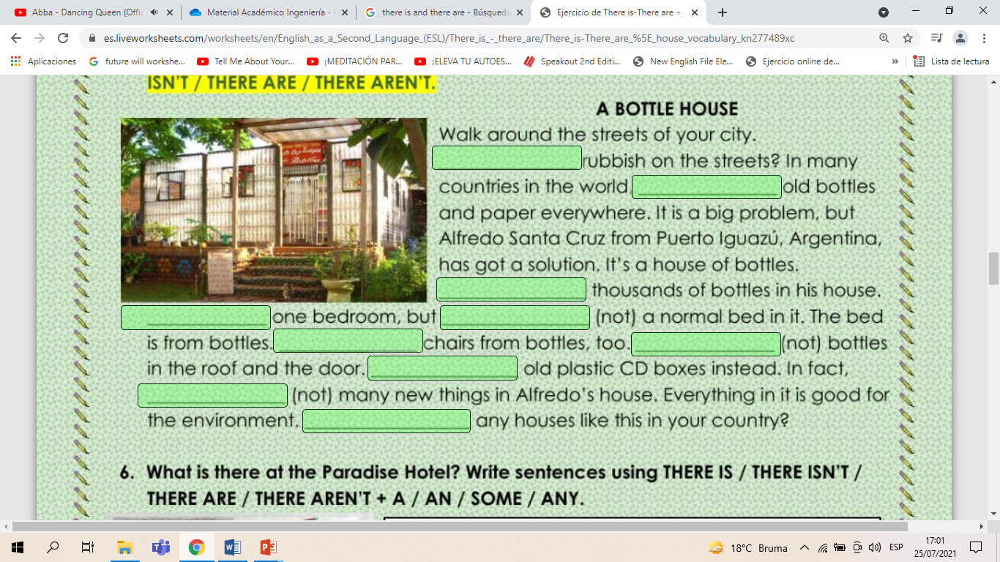 Abba - Dancing Queen (Offic
Material Académico Ingeniería -
there is and there are - Búsqueda
Ejercicio de There is-There are +
es.liveworksheets.com/worksheets/en/English_as_a_Second_Language_(ESL)/There_is_-_there_are/There_is-There_are_%5E_house_vocabulary_kn277489xc
Aplicaciones
future will workshe...
Tell Me About Your...
¡MEDITACIÓN PAR...
¡ELEVA TU AUTOES...
Speakout 2nd Editi...
New English File Ele...
Ejercicio online de...
»
Lista de lectura
ISN'T / THERE ARE / THERE AREN'T.
A BOTTLE HOUSE
Walk around the streets of your city.
rubbish on the streets? In many
countries in the world, ______________ old bottles
and paper everywhere. It is a big problem, but
Alfredo Santa Cruz from Puerto Iguazú, Argentina,
has got a solution. It's a house of bottles.
______________ thousands of bottles in his house.
______________ one bedroom, but ______________ (not) a normal bed in it. The bed
is from bottles. ______________ chairs from bottles, too. ______________ (not) bottles
in the roof and the door. ______________ old plastic CD boxes instead. In fact,
______________ (not) many new things in Alfredo's house. Everything in it is good for
the environment. ______________ any houses like this in your country?
6. What is there at the Paradise Hotel? Write sentences using THERE IS / THERE ISN'T /
THERE ARE / THERE AREN'T + A / AN / SOME / ANY.
18°C Bruma
ESP
17:01
25/07/2021